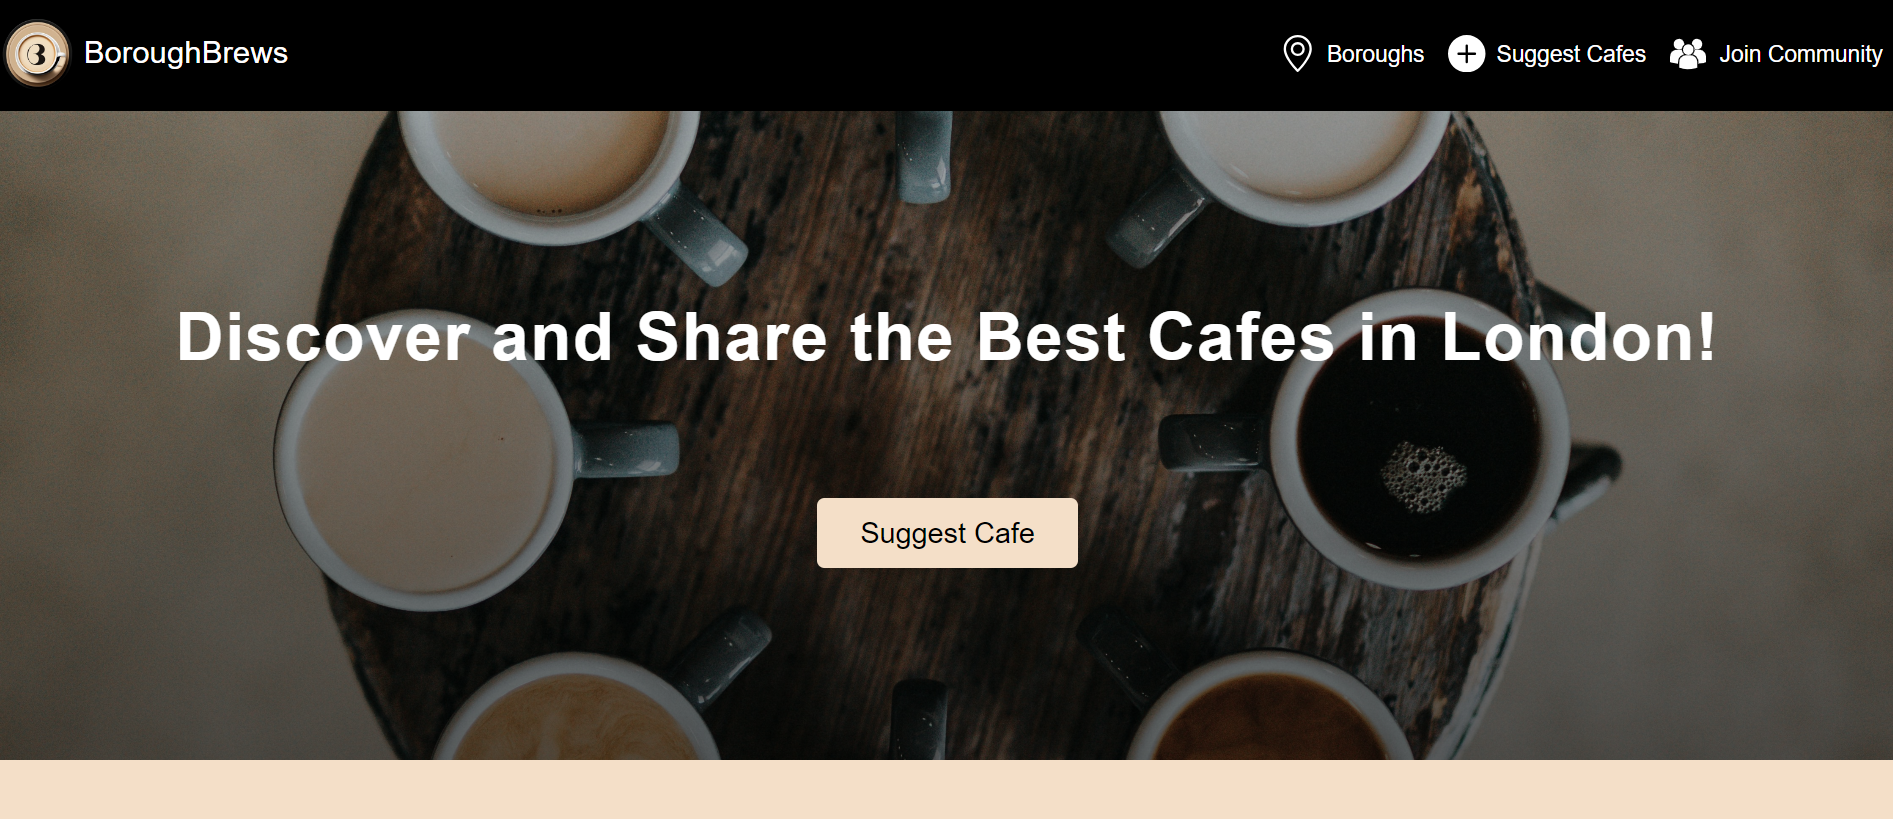 BoroughBrews
Boroughs
Suggest Cafes
Join Community
Discover and Share the Best Cafes in London!
Suggest Cafe